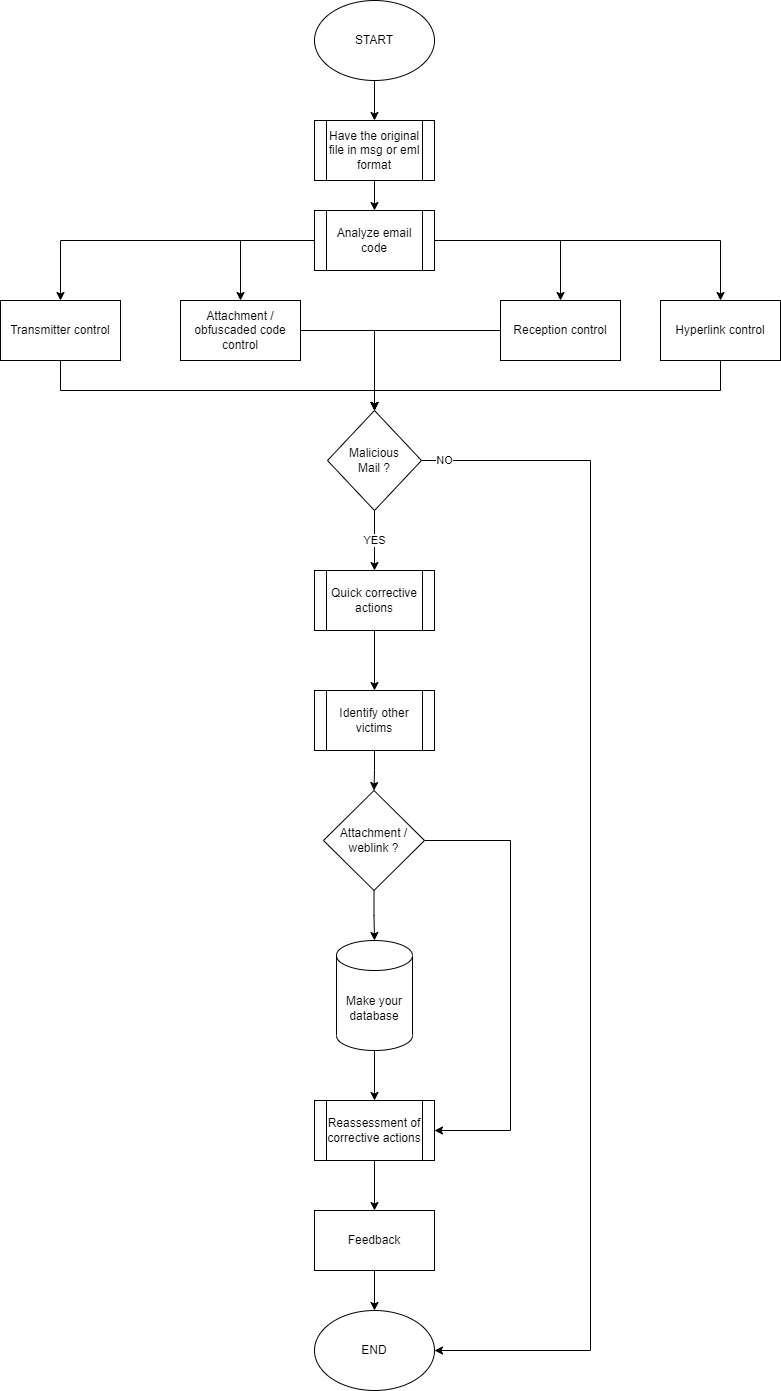 START
Have the original
file in msg or eml
format
Analyze email
code
Transmitter control
Attachment /
obfuscaded code
control
Reception control
Hyperlink control
Malicious
Mail ?
NO
YES
Quick corrective
actions
Identify other
victims
Attachment /
weblink ?
Make your
database
Reassessment of
corrective actions
Feedback
END